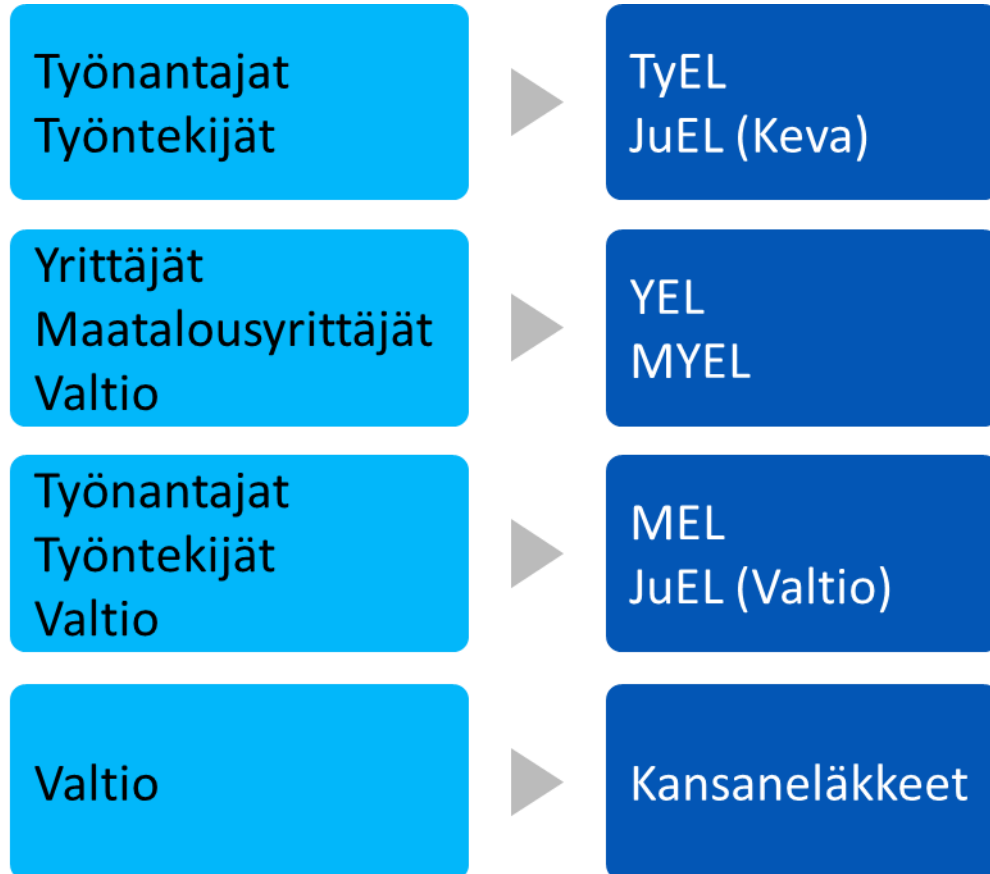 Työnantajat
Työntekijät
TyEL
JuEL (Keva)
Yrittäjät
Maatalousyrittäjät
Valtio
YEL
MYEL
Työnantajat
Työntekijät
Valtio
MEL
JuEL (Valtio)
Valtio
Kansaneläkkeet